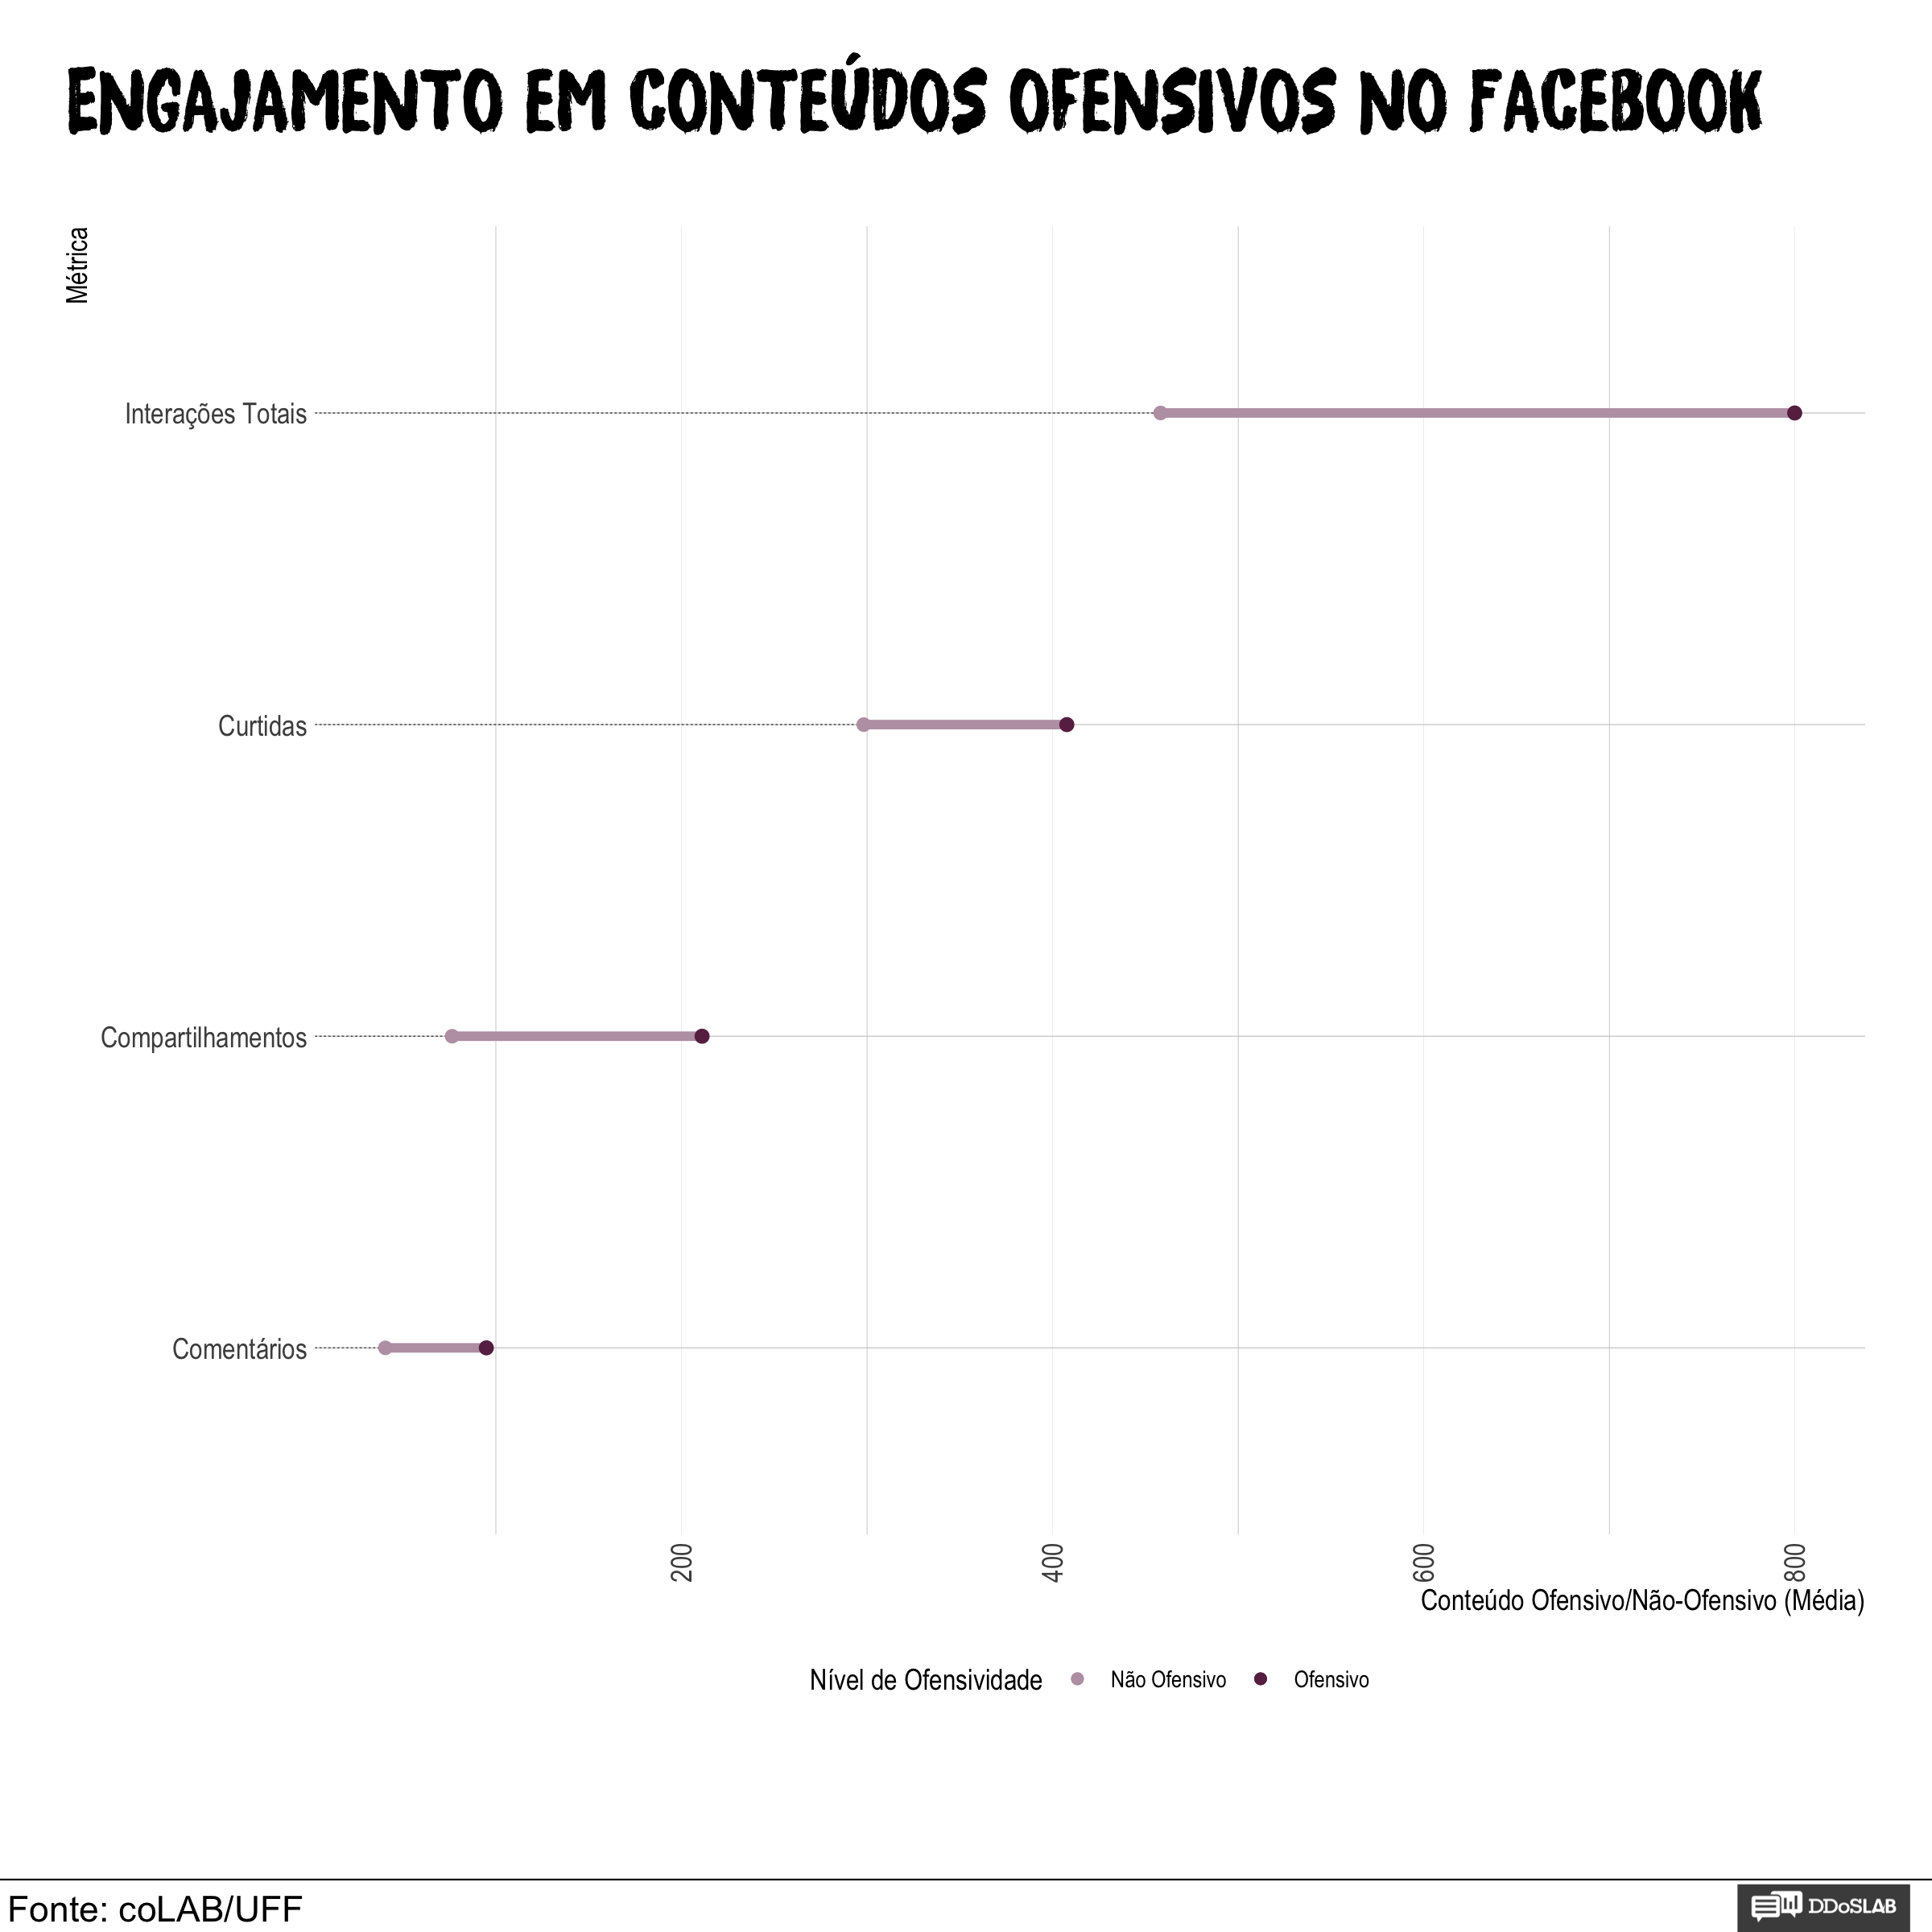 ENGAJAMENTO EM CONTEÚDOS OFENSIVOS NO FACEBOOK
Métrica
Interações Totais
Curtidas
Compartilhamentos
Comentários
200
400
600
800
Conteúdo Ofensivo/Não-Ofensivo (Média)
Nível de Ofensividade Não Ofensivo Ofensivo
Fonte: coLAB/UFF
DDoSLAB